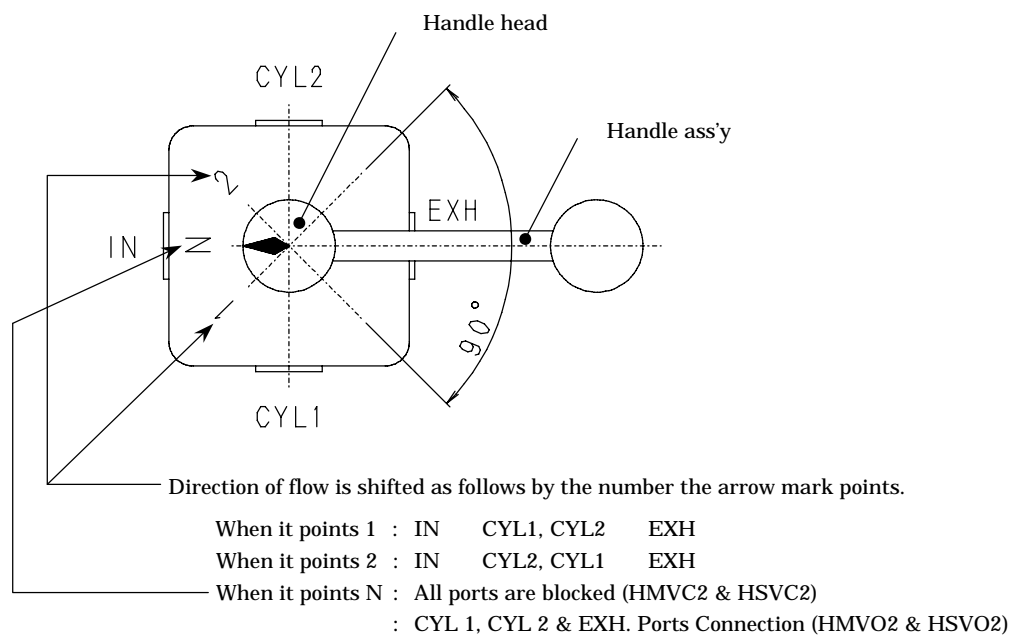 Handle head
CYL2
Handle ass'y
2
EXH
IN
N
1
90°
CYL1
Direction of flow is shifted as follows by the number the arrow mark points.
When it points 1 : IN CYL1, CYL2 EXH
When it points 2 : IN CYL2, CYL1 EXH
When it points N : All ports are blocked (HMVC2 & HSVC2)
: CYL 1, CYL 2 & EXH. Ports Connection (HMVO2 & HSVO2)